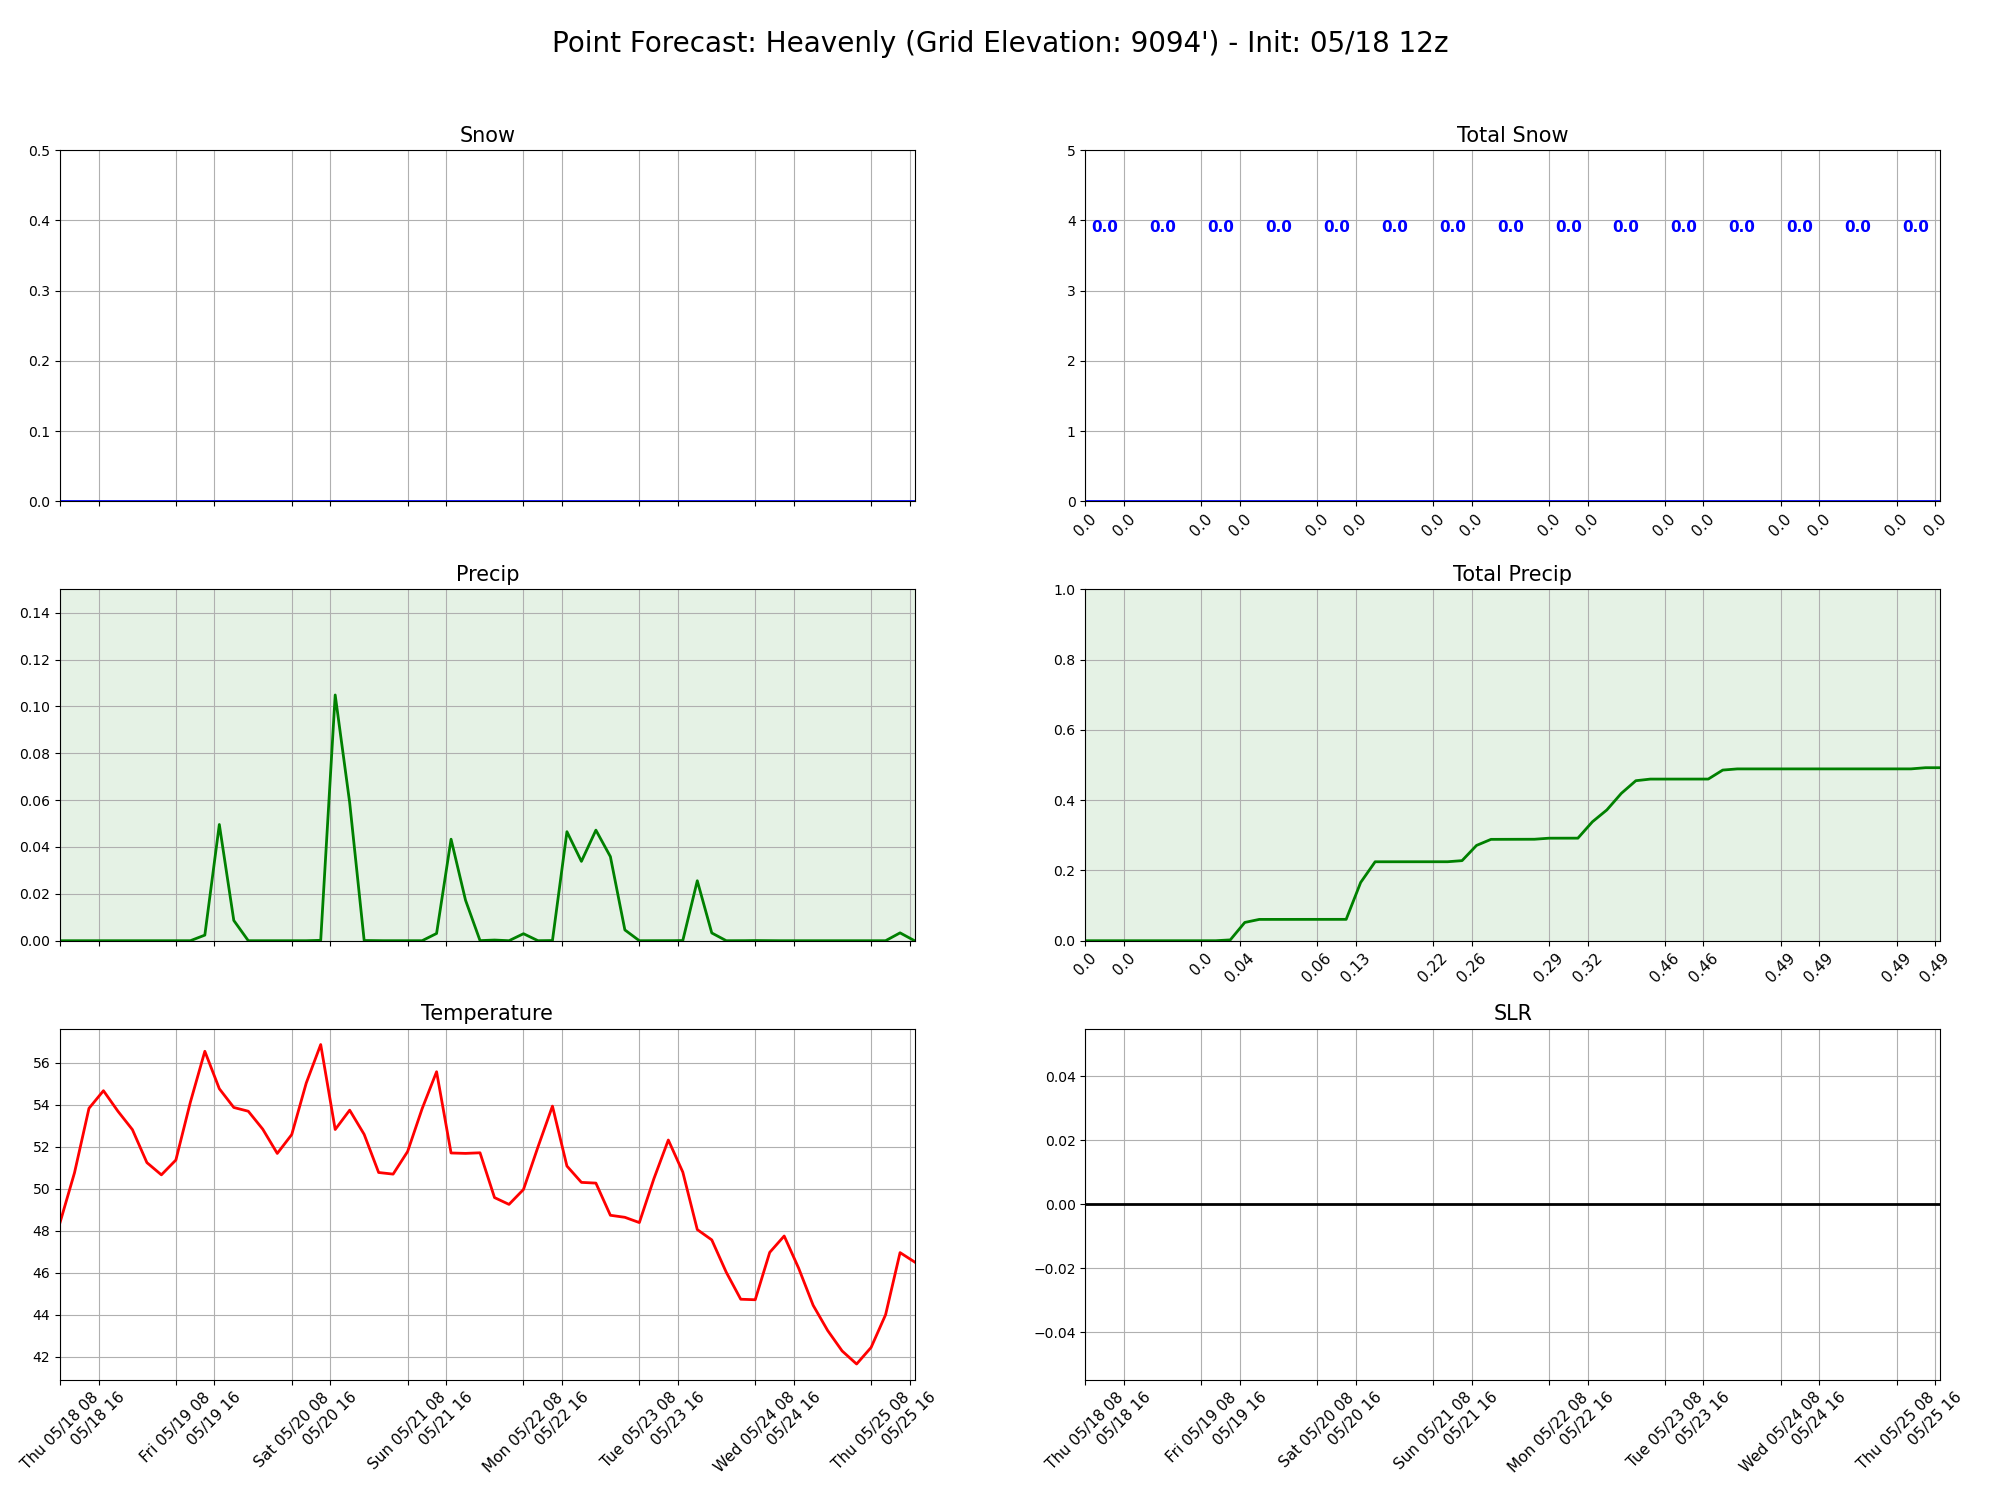 Point Forecast: Heavenly (Grid Elevation: 9094') - Init: 05/18 12z
Snow
0.5
0.4
0.3
0.2
0.1
0.0
Total Snow
5
4
3
2
1
0
0.0 0.0 0.0 0.0 0.0 0.0 0.0 0.0 0.0 0.0 0.0 0.0 0.0 0.0 0.0
0.0 0.0 0.0 0.0 0.0 0.0 0.0 0.0 0.0 0.0 0.0 0.0 0.0 0.0 0.0 0.0
Precip
0.14
0.12
0.10
0.08
0.06
0.04
0.02
0.00
Total Precip
1.0
0.8
0.6
0.4
0.2
0.0
0.0 0.0 0.0 0.04 0.06 0.13 0.22 0.26 0.29 0.32 0.46 0.46 0.49 0.49 0.49 0.49
Temperature
56
54
52
50
48
46
44
42
Thu 05/18 08
05/18 16
Fri 05/19 08
05/19 16
Sat 05/20 08
05/20 16
Sun 05/21 08
05/21 16
Mon 05/22 08
05/22 16
Tue 05/23 08
05/23 16
Wed 05/24 08
05/24 16
Thu 05/25 08
05/25 16
SLR
0.04
0.02
0.00
−0.02
−0.04
Thu 05/18 08
05/18 16
Fri 05/19 08
05/19 16
Sat 05/20 08
05/20 16
Sun 05/21 08
05/21 16
Mon 05/22 08
05/22 16
Tue 05/23 08
05/23 16
Wed 05/24 08
05/24 16
Thu 05/25 08
05/25 16